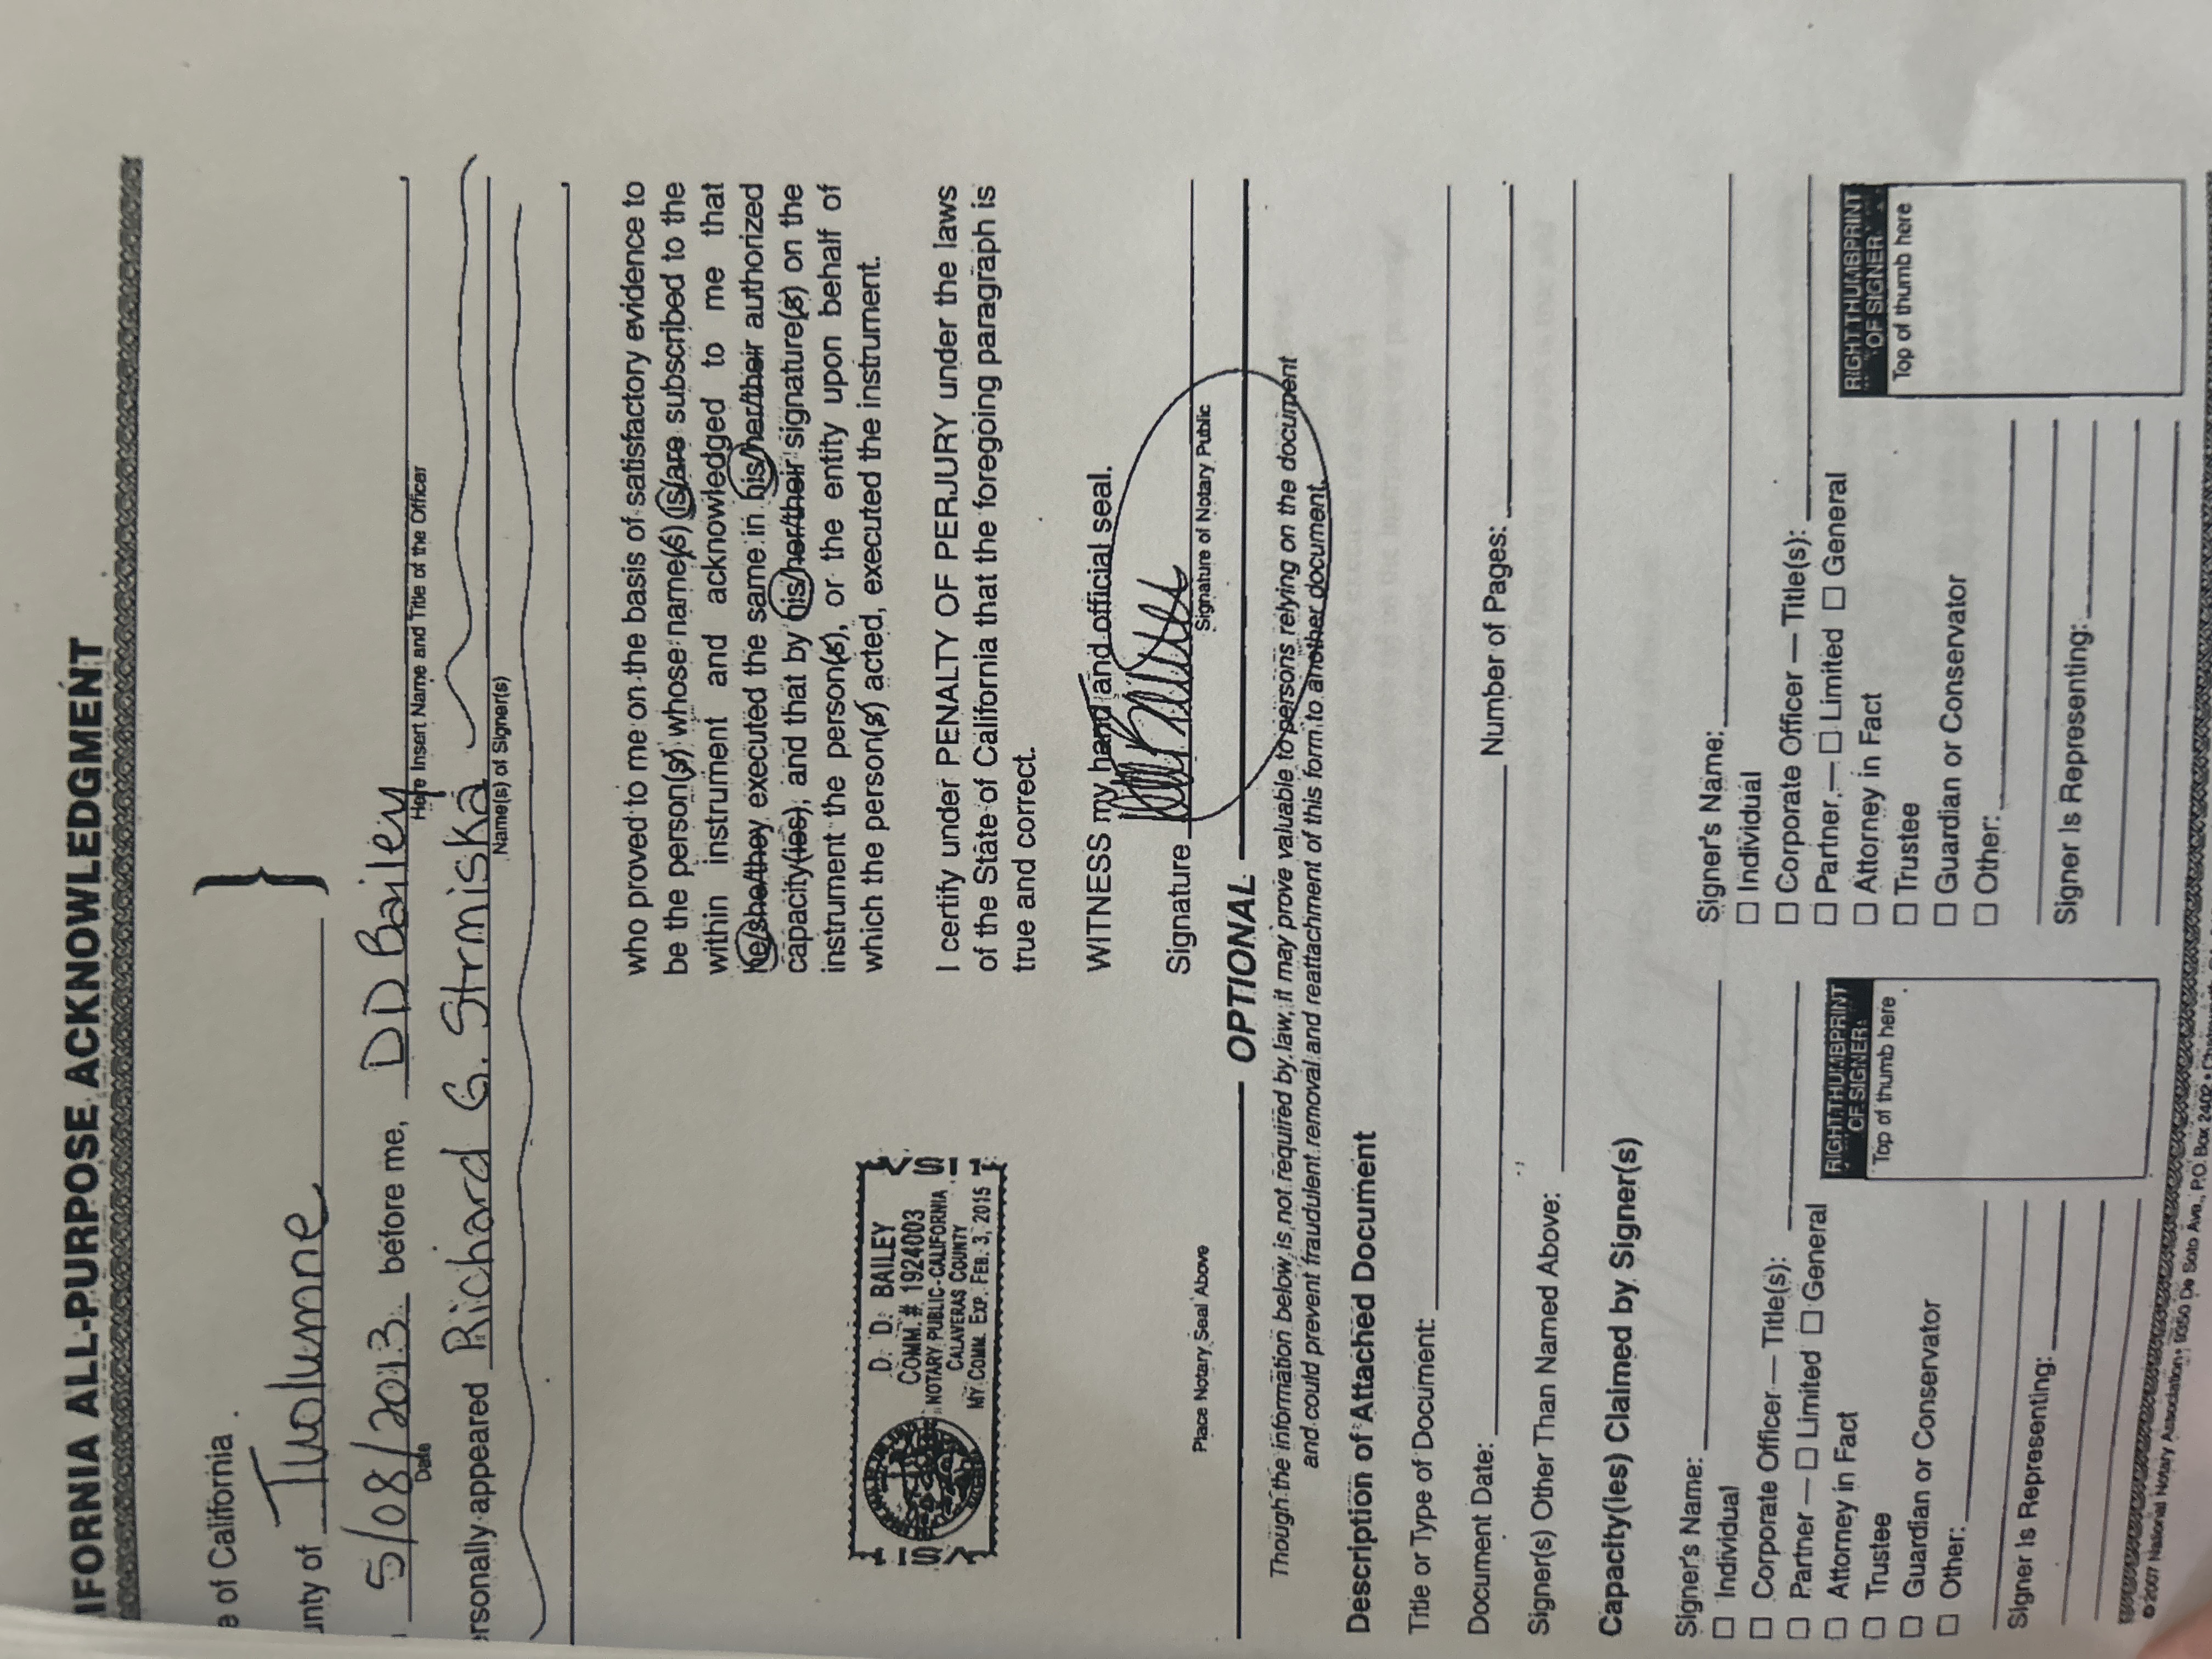 IFORNIA ALL-PURPOSE ACKNOWLEDGMENT
e of California
unty of Tuolumne
5/08/2013 before me, DD Bailey
Date
Here Insert Name and Title of the Officer
ersonally appeared Richard G. Strmiska
Name(s) of Signer(s)
who proved to me on the basis of satisfactory evidence to
be the person(s) whose name(s) is/are subscribed to the
within instrument and acknowledged to me that
he/she/they executed the same in his/her/their authorized
capacity(ies), and that by his/her/their signature(s) on the
instrument the person(s), or the entity upon behalf of
which the person(s) acted, executed the instrument.
D. D. BAILEY
COMM. # 1924003
NOTARY PUBLIC-CALIFORNIA
CALAVERAS COUNTY
MY COMM. EXP. FEB. 3, 2015
I certify under PENALTY OF PERJURY under the laws
of the State of California that the foregoing paragraph is
true and correct.
WITNESS my hand and official seal.
Signature
Place Notary Seal Above
Signature of Notary Public
OPTIONAL
Though the information below is not required by law, it may prove valuable to persons relying on the document
and could prevent fraudulent removal and reattachment of this form to another document.
Description of Attached Document
Title or Type of Document:
Document Date: Number of Pages:
Signer(s) Other Than Named Above:
Capacity(ies) Claimed by Signer(s)
Signer's Name:
Individual
Corporate Officer — Title(s):
Partner — Limited General
Attorney in Fact
Trustee
Guardian or Conservator
Other:
Signer Is Representing:
RIGHT THUMBPRINT
OF SIGNER
Top of thumb here
Signer's Name:
Individual
Corporate Officer — Title(s):
Partner — Limited General
Attorney in Fact
Trustee
Guardian or Conservator
Other:
Signer Is Representing:
RIGHT THUMBPRINT
OF SIGNER
Top of thumb here
© 2007 National Notary Association • 9350 De Soto Ave., P.O. Box 2402 •